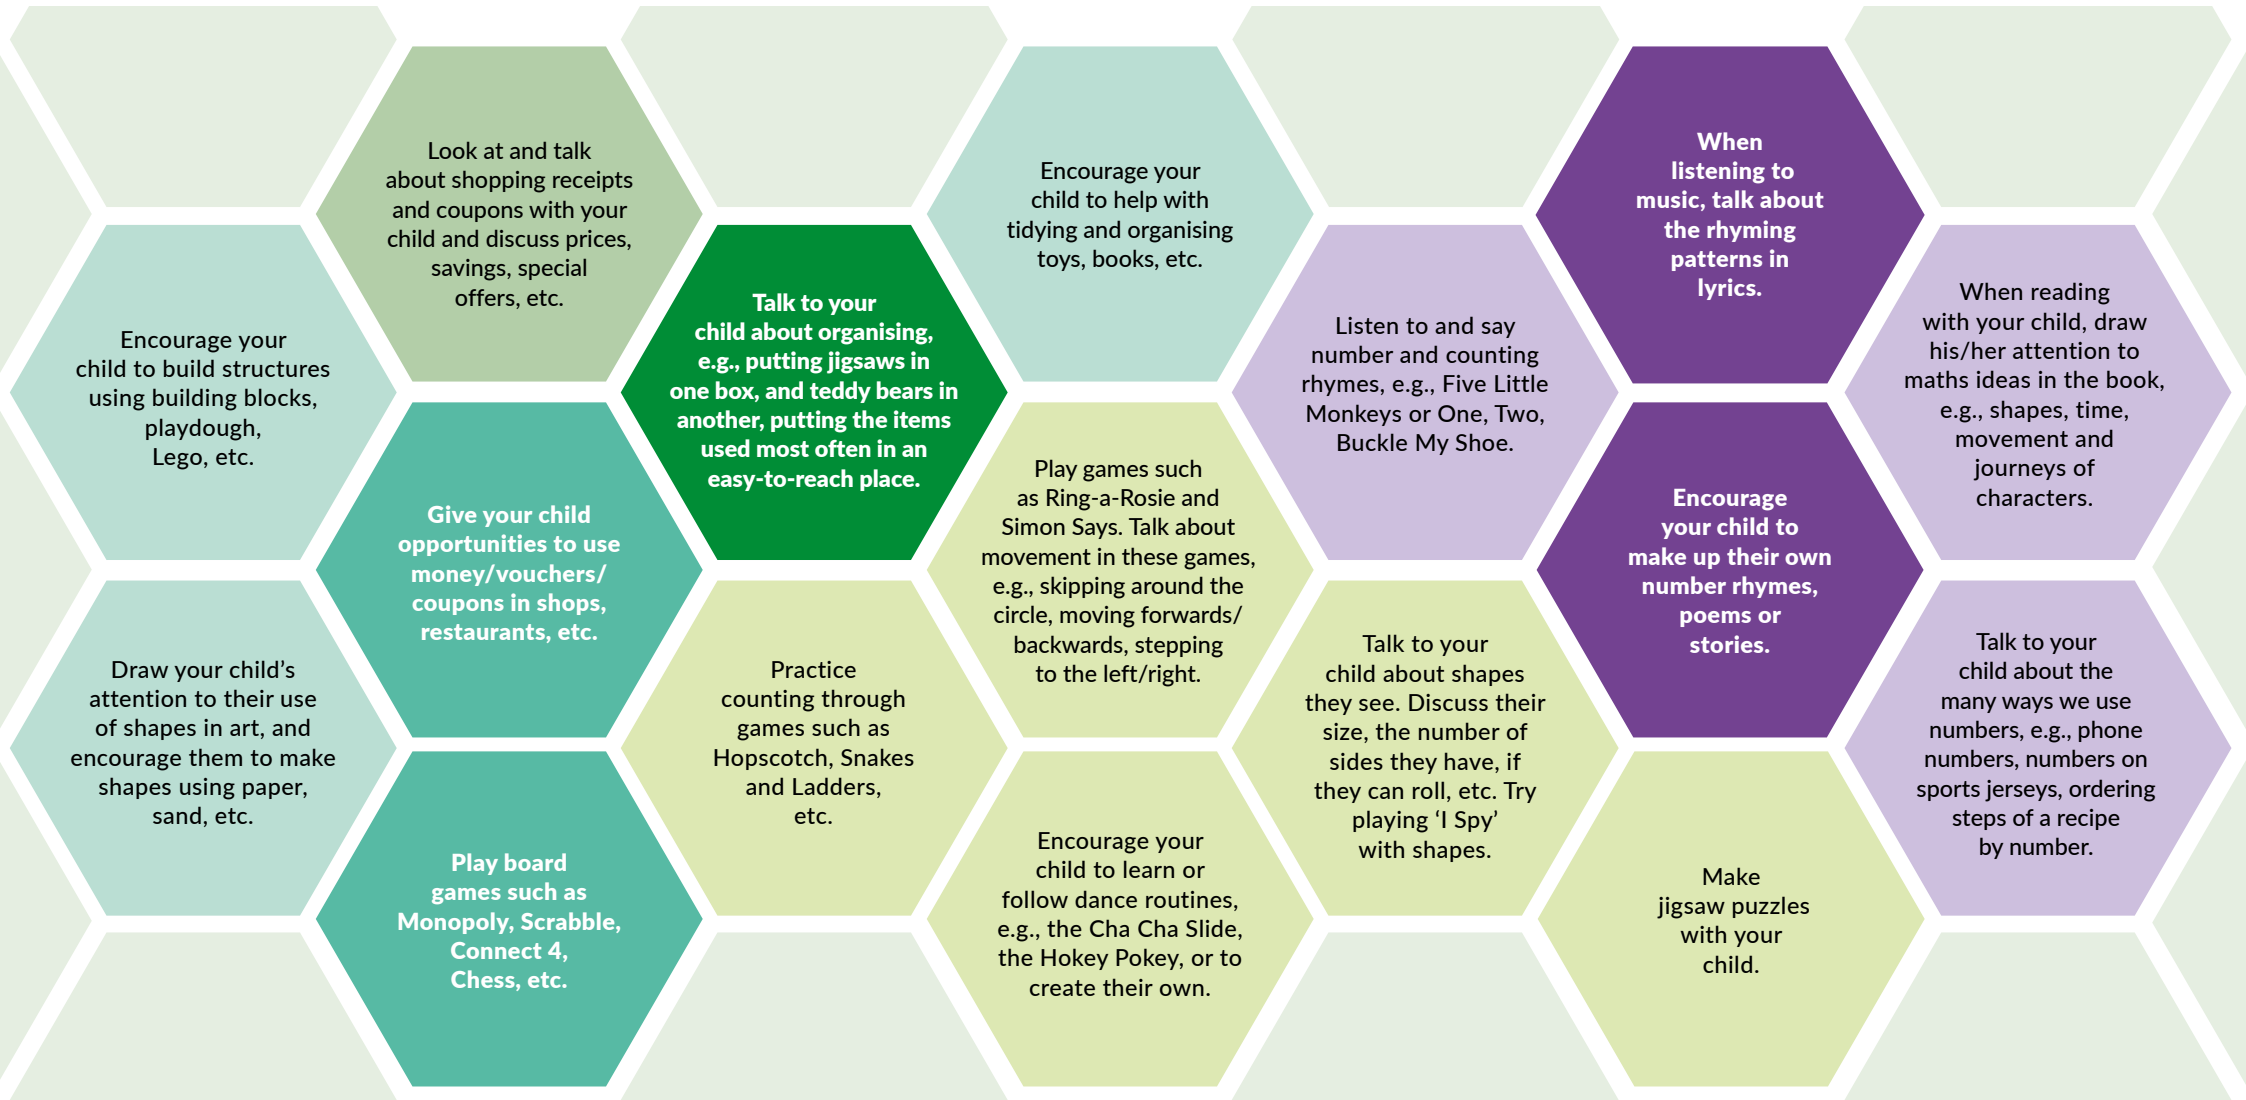 Look at and talk
about shopping receipts
and coupons with your
child and discuss prices,
savings, special
offers, etc.
Encourage your
child to help with
tidying and organising
toys, books, etc.
When
listening to
music, talk about
the rhyming
patterns in
lyrics.
Encourage your
child to build structures
using building blocks,
playdough,
Lego, etc.
Talk to your
child about organising,
e.g., putting jigsaws in
one box, and teddy bears in
another, putting the items
used most often in an
easy-to-reach place.
Listen to and say
number and counting
rhymes, e.g., Five Little
Monkeys or One, Two,
Buckle My Shoe.
When reading
with your child, draw
his/her attention to
maths ideas in the book,
e.g., shapes, time,
movement and
journeys of
characters.
Give your child
opportunities to use
money/vouchers/
coupons in shops,
restaurants, etc.
Play games such
as Ring-a-Rosie and
Simon Says. Talk about
movement in these games,
e.g., skipping around the
circle, moving forwards/
backwards, stepping
to the left/right.
Encourage
your child to
make up their own
number rhymes,
poems or
stories.
Draw your child’s
attention to their use
of shapes in art, and
encourage them to make
shapes using paper,
sand, etc.
Practice
counting through
games such as
Hopscotch, Snakes
and Ladders,
etc.
Talk to your
child about shapes
they see. Discuss their
size, the number of
sides they have, if
they can roll, etc. Try
playing ‘I Spy’
with shapes.
Talk to your
child about the
many ways we use
numbers, e.g., phone
numbers, numbers on
sports jerseys, ordering
steps of a recipe
by number.
Play board
games such as
Monopoly, Scrabble,
Connect 4,
Chess, etc.
Encourage your
child to learn or
follow dance routines,
e.g., the Cha Cha Slide,
the Hokey Pokey, or to
create their own.
Make
jigsaw puzzles
with your
child.